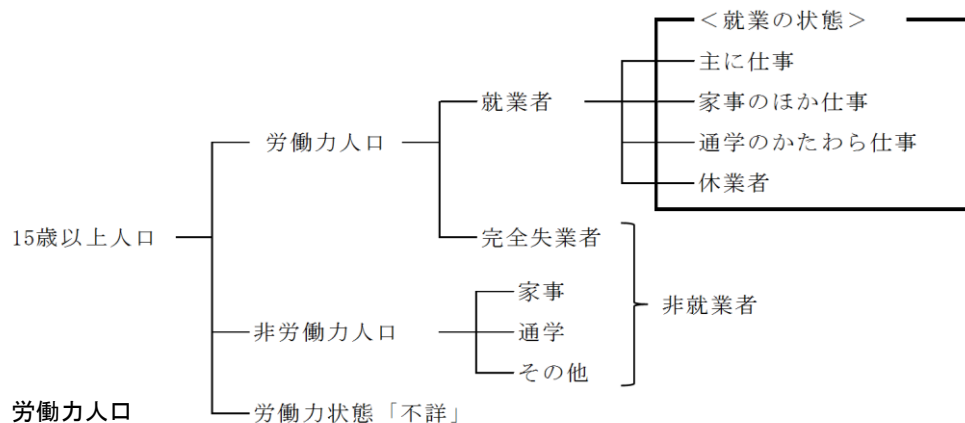 ＜就業の状態＞
主に仕事
就業者
家事のほか仕事
労働力人口
通学のかたわら仕事
休業者
15歳以上人口
完全失業者
家事
非就業者
非労働力人口
通学
その他
労働力人口
労働力状態「不詳」